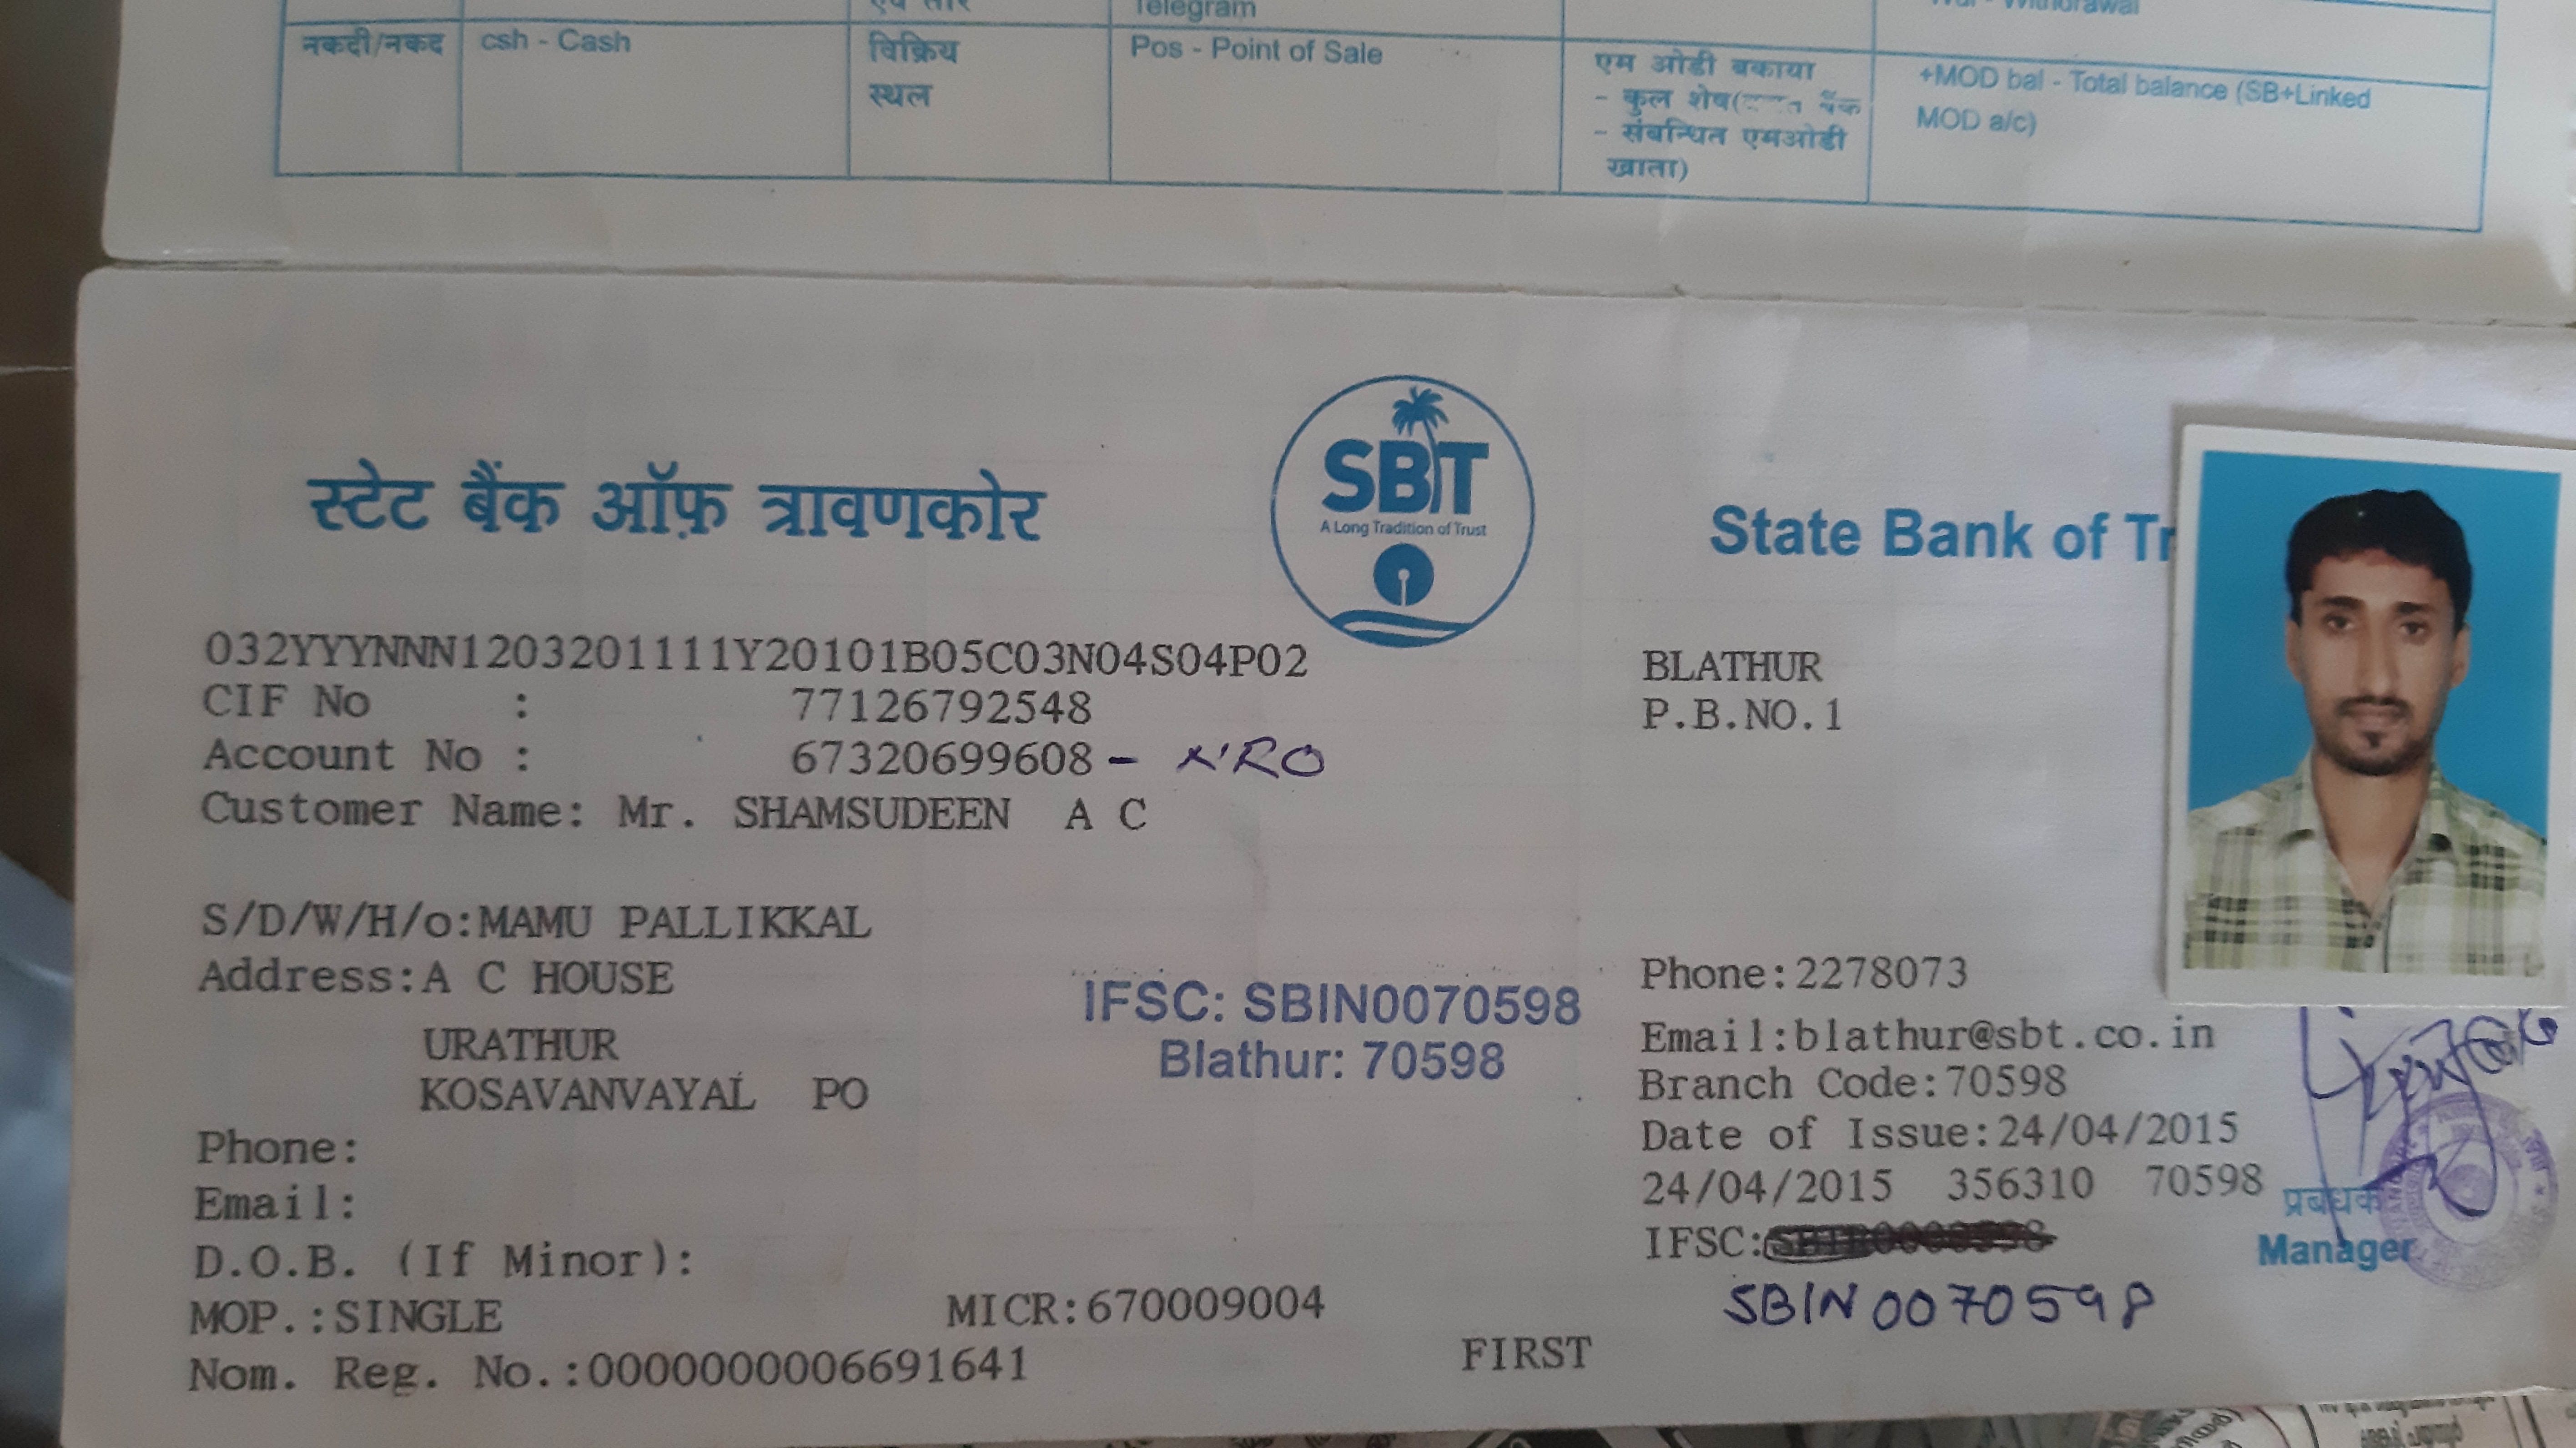 Telegram
नकदी/नकद csh - Cash विक्रिय स्थल Pos - Point of Sale
एम ओडी बकाया
- कुल शेष( बैंक
- संबन्धित एमओडी
खाता)
+MOD bal - Total balance (SB+Linked
MOD a/c)
स्टेट बैंक ऑफ़ त्रावणकोर
SBT
A Long Tradition of Trust
State Bank of Tr
032YYYNNN1203201111Y20101B05C03N04S04P02
CIF No : 77126792548
Account No : 67320699608 - NRO
Customer Name: Mr. SHAMSUDEEN A C
S/D/W/H/o:MAMU PALLIKKAL
Address:A C HOUSE
URATHUR
KOSAVANVAYAL PO
Phone:
Email:
D.O.B. (If Minor):
MOP.:SINGLE MICR:670009004
Nom. Reg. No.:0000000006691641 FIRST
IFSC: SBIN0070598
Blathur: 70598
BLATHUR
P.B.NO.1
Phone:2278073
Email:blathur@sbt.co.in
Branch Code:70598
Date of Issue:24/04/2015
24/04/2015 356310 70598
IFSC:
SBIN0070598
प्रबंधक
Manager